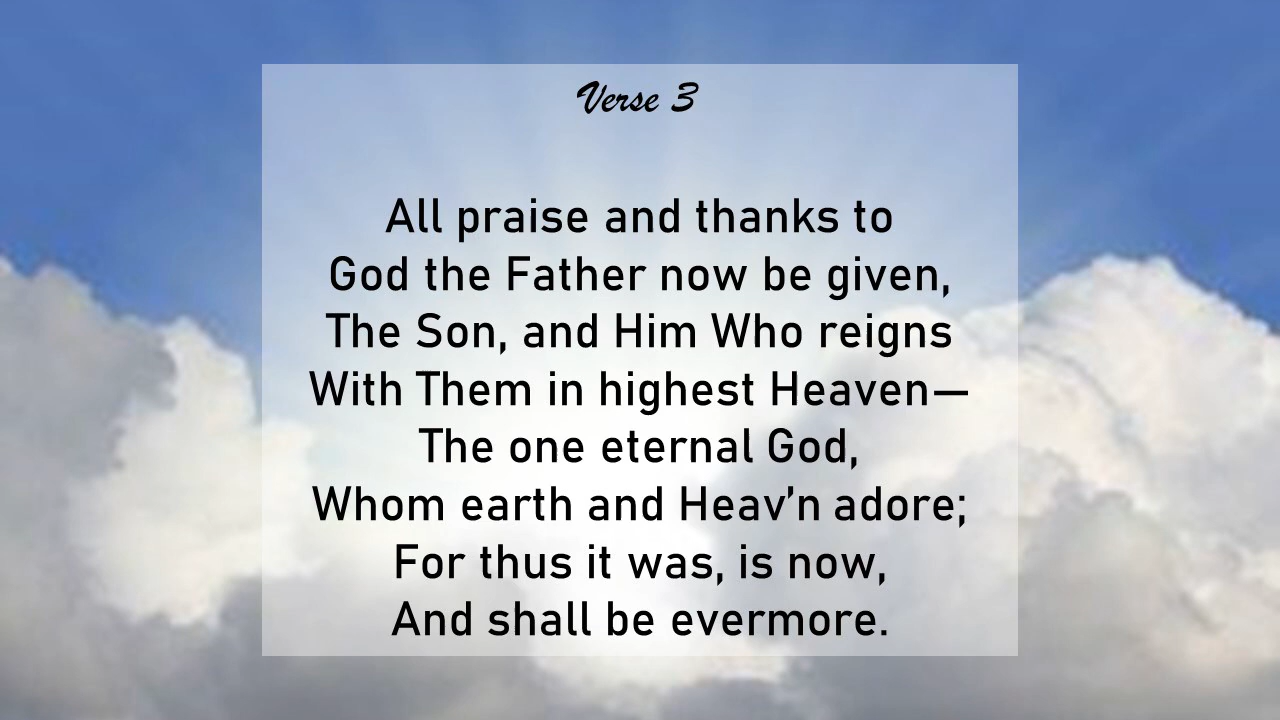 Verse 3
All praise and thanks to
God the Father now be given,
The Son, and Him Who reigns
With Them in highest Heaven—
The one eternal God,
Whom earth and Heav’n adore;
For thus it was, is now,
And shall be evermore.